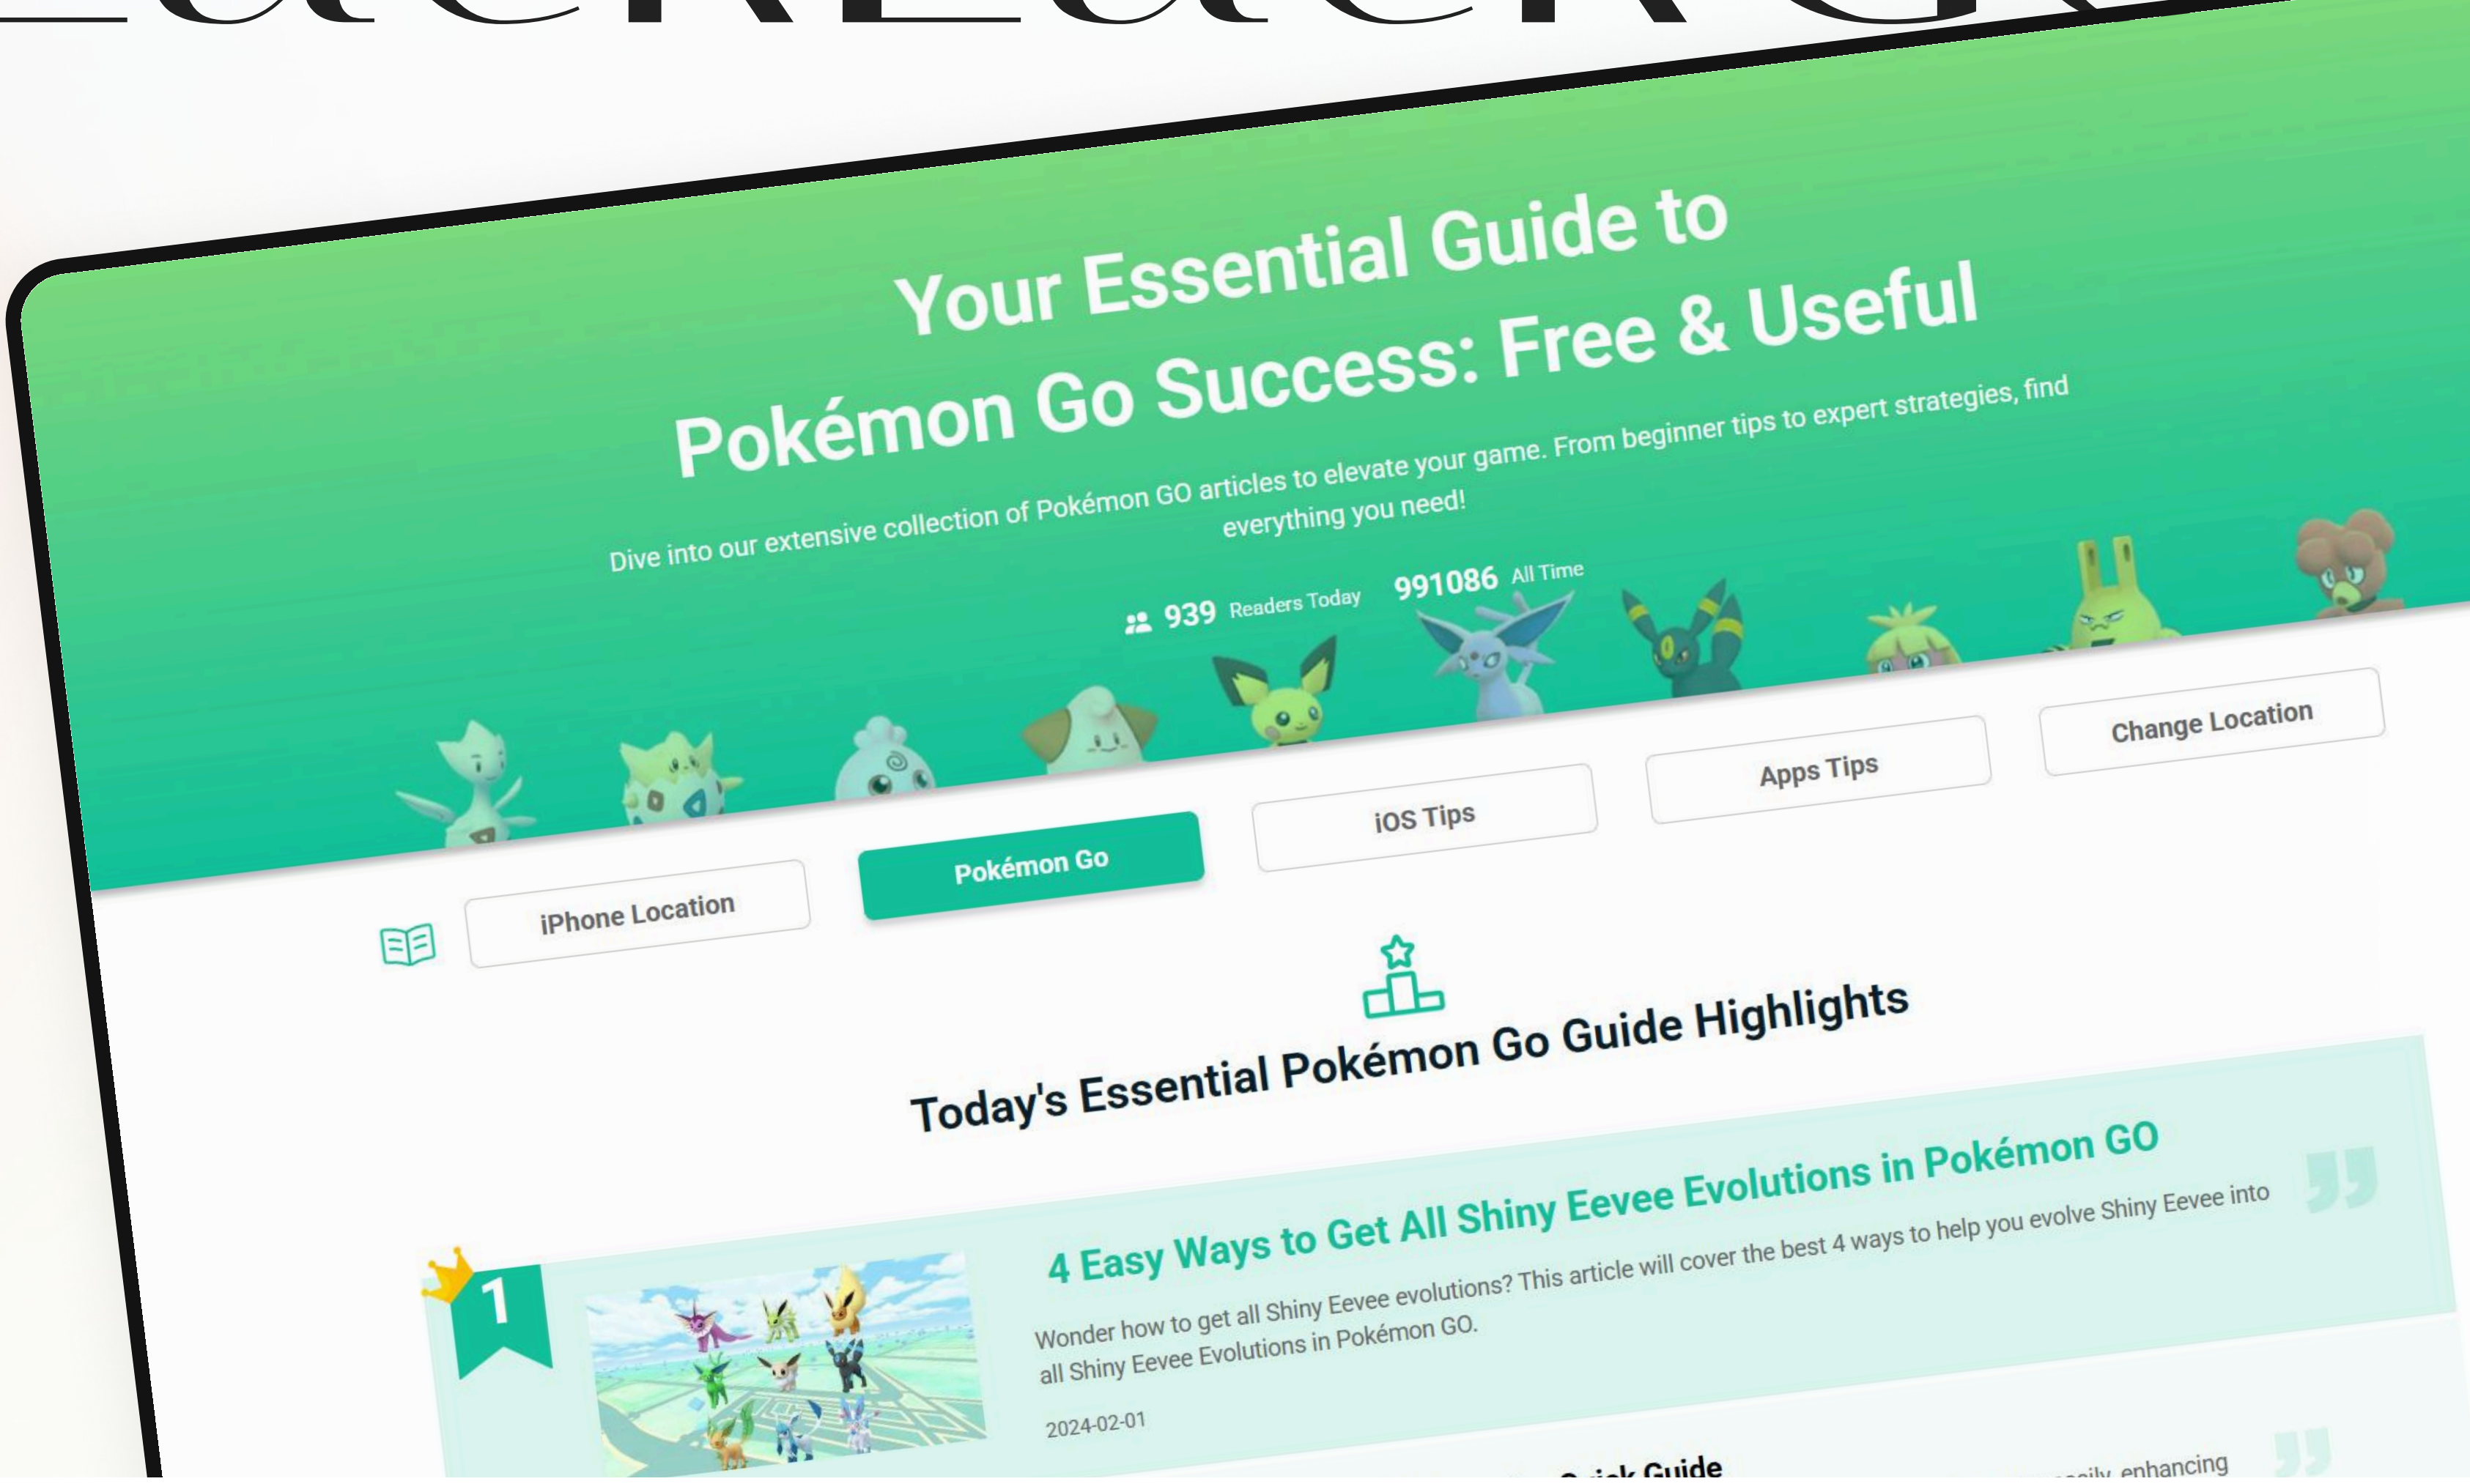 Your Essential Guide to
Pokémon Go Success: Free & Useful
Dive into our extensive collection of Pokémon GO articles to elevate your game. From beginner tips to expert strategies, find
everything you need!
939 Readers Today 991086 All Time
iPhone Location
Pokémon Go
iOS Tips
Apps Tips
Change Location
Today's Essential Pokémon Go Guide Highlights
1
4 Easy Ways to Get All Shiny Eevee Evolutions in Pokémon GO
Wonder how to get all Shiny Eevee evolutions? This article will cover the best 4 ways to help you evolve Shiny Eevee into
all Shiny Eevee Evolutions in Pokémon GO.
2024-02-01
Guide
enhancing